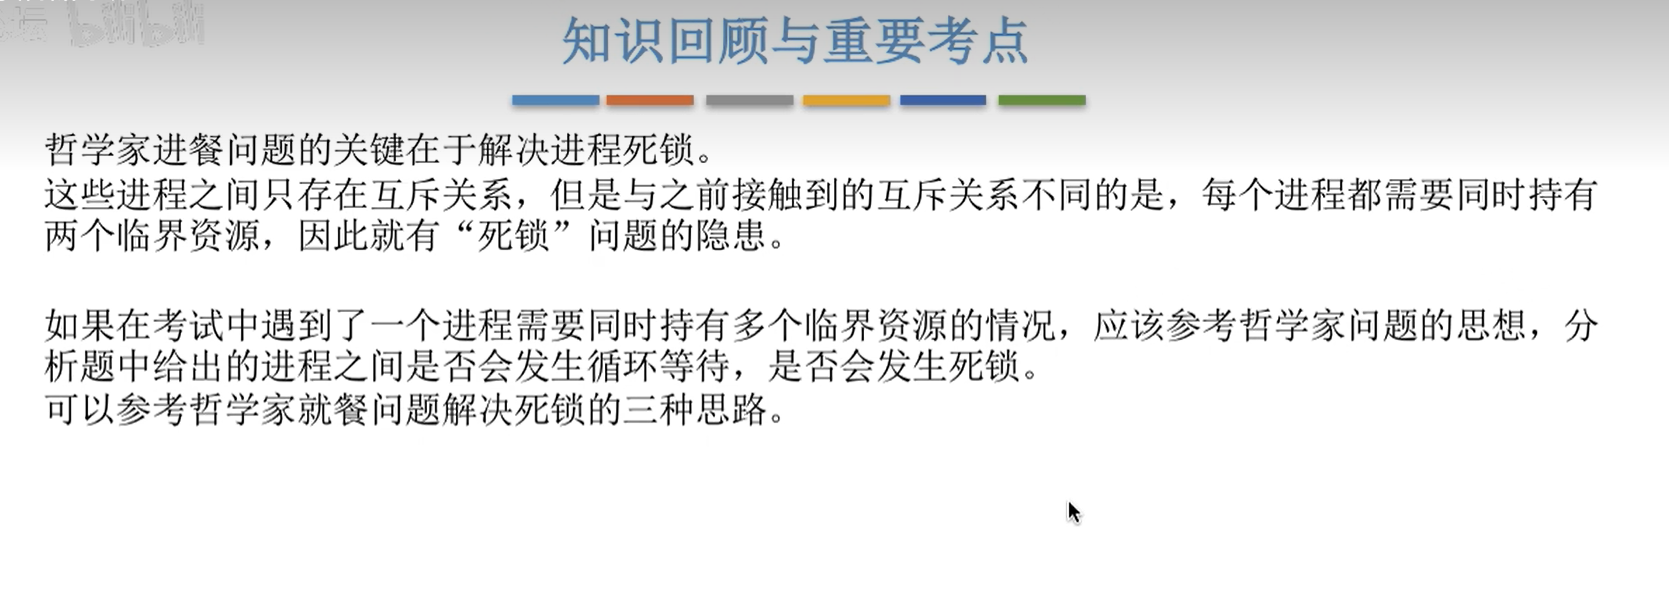 坛 bilibili
知识回顾与重要考点
哲学家进餐问题的关键在于解决进程死锁。
这些进程之间只存在互斥关系，但是与之前接触到的互斥关系不同的是，每个进程都需要同时持有
两个临界资源，因此就有“死锁”问题的隐患。
如果在考试中遇到了一个进程需要同时持有多个临界资源的情况，应该参考哲学家问题的思想，分
析题中给出的进程之间是否会发生循环等待，是否会发生死锁。
可以参考哲学家就餐问题解决死锁的三种思路。